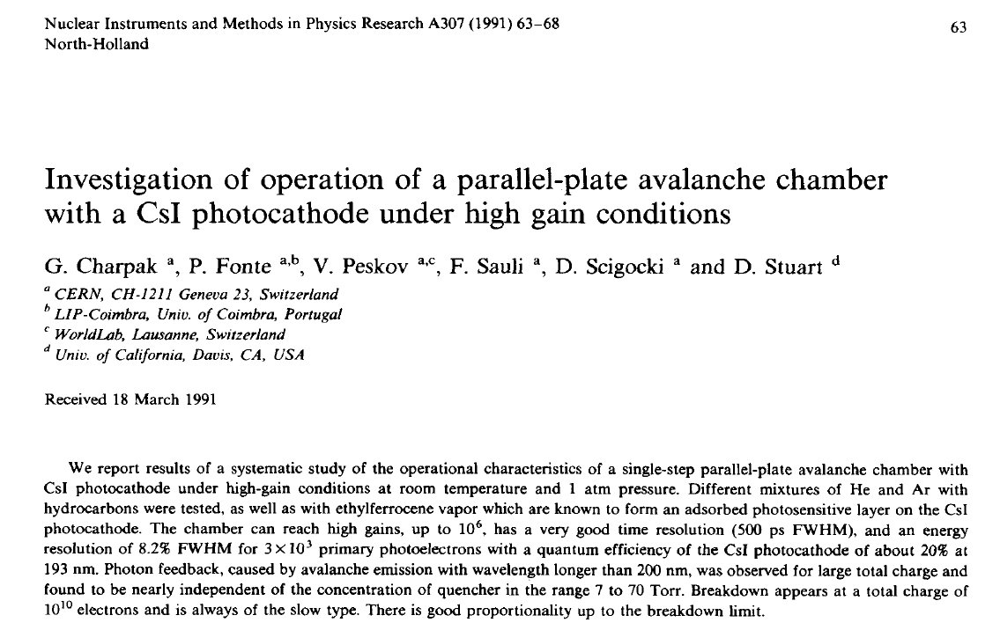 Nuclear Instruments and Methods in Physics Research A307 (1991) 63–68
63
North-Holland
Investigation of operation of a parallel-plate avalanche chamber
with a CsI photocathode under high gain conditions
G. Charpak ᵃ, P. Fonte ᵃ,ᵇ, V. Peskov ᵃ,ᶜ, F. Sauli ᵃ, D. Scigocki ᵃ and D. Stuart ᵈ
ᵃ CERN, CH-1211 Geneva 23, Switzerland
ᵇ LIP-Coimbra, Univ. of Coimbra, Portugal
ᶜ WorldLab, Lausanne, Switzerland
ᵈ Univ. of California, Davis, CA, USA
Received 18 March 1991
We report results of a systematic study of the operational characteristics of a single-step parallel-plate avalanche chamber with
CsI photocathode under high-gain conditions at room temperature and 1 atm pressure. Different mixtures of He and Ar with
hydrocarbons were tested, as well as with ethylferrocene vapor which are known to form an adsorbed photosensitive layer on the CsI
photocathode. The chamber can reach high gains, up to 10⁶, has a very good time resolution (500 ps FWHM), and an energy
resolution of 8.2% FWHM for 3×10³ primary photoelectrons with a quantum efficiency of the CsI photocathode of about 20% at
193 nm. Photon feedback, caused by avalanche emission with wavelength longer than 200 nm, was observed for large total charge and
found to be nearly independent of the concentration of quencher in the range 7 to 70 Torr. Breakdown appears at a total charge of
10¹⁰ electrons and is always of the slow type. There is good proportionality up to the breakdown limit.